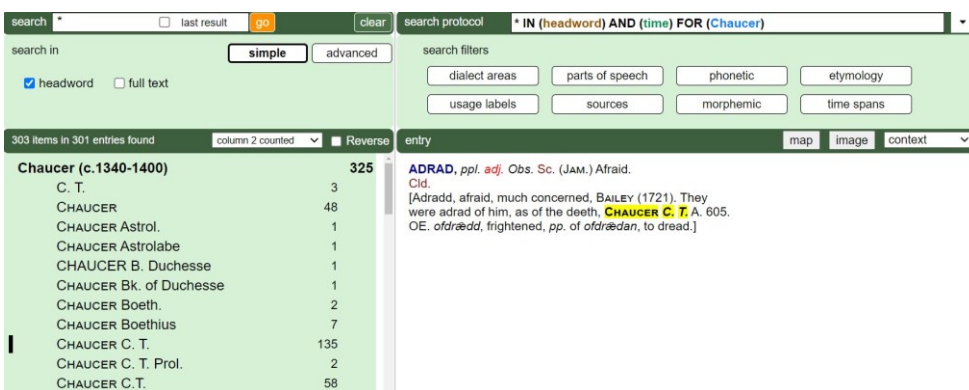 search * last result go clear
search protocol * IN (headword) AND (time) FOR (Chaucer)
search in simple advanced
headword full text
search filters
dialect areas parts of speech phonetic etymology
usage labels sources morphemic time spans
303 items in 301 entries found column 2 counted Reverse
entry map image context
Chaucer (c.1340-1400) 325
C. T. 3
CHAUCER 48
CHAUCER Astrol. 1
CHAUCER Astrolabe 1
CHAUCER B. Duchesse 1
CHAUCER Bk. of Duchesse 1
CHAUCER Boeth. 2
CHAUCER Boethius 7
CHAUCER C. T. 135
CHAUCER C. T. Prol. 2
CHAUCER C.T. 58
ADRAD, ppl. adj. Obs. Sc. (JAM.) Afraid.
Cld.
[Adradd, afraid, much concerned, BAILEY (1721). They
were adrad of him, as of the deeth, CHAUCER C. T. A. 605.
OE. ofdrǣdd, frightened, pp. of ofdrǣdan, to dread.]